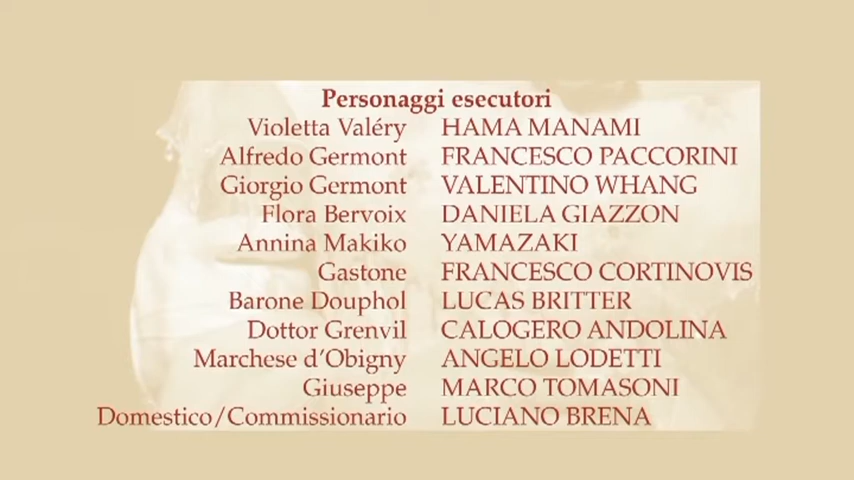 Personaggi esecutori
Violetta Valéry HAMA MANAMI
Alfredo Germont FRANCESCO PACCORINI
Giorgio Germont VALENTINO WHANG
Flora Bervoix DANIELA GIAZZON
Annina Makiko YAMAZAKI
Gastone FRANCESCO CORTINOVIS
Barone Douphol LUCAS BRITTER
Dottor Grenvil CALOGERO ANDOLINA
Marchese d’Obigny ANGELO LODETTI
Giuseppe MARCO TOMASONI
Domestico/Commissionario LUCIANO BRENA